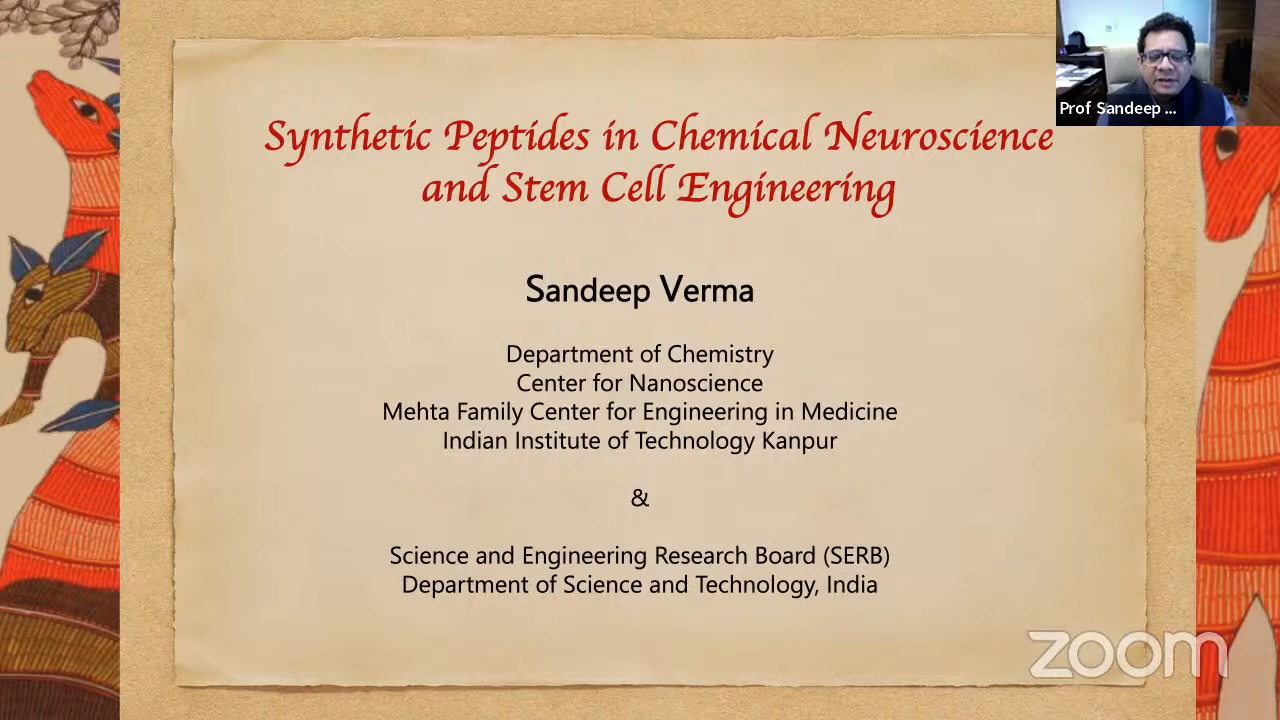 Prof Sandeep ...
Synthetic Peptides in Chemical Neuroscience
and Stem Cell Engineering
Sandeep Verma
Department of Chemistry
Center for Nanoscience
Mehta Family Center for Engineering in Medicine
Indian Institute of Technology Kanpur
&
Science and Engineering Research Board (SERB)
Department of Science and Technology, India
zoom